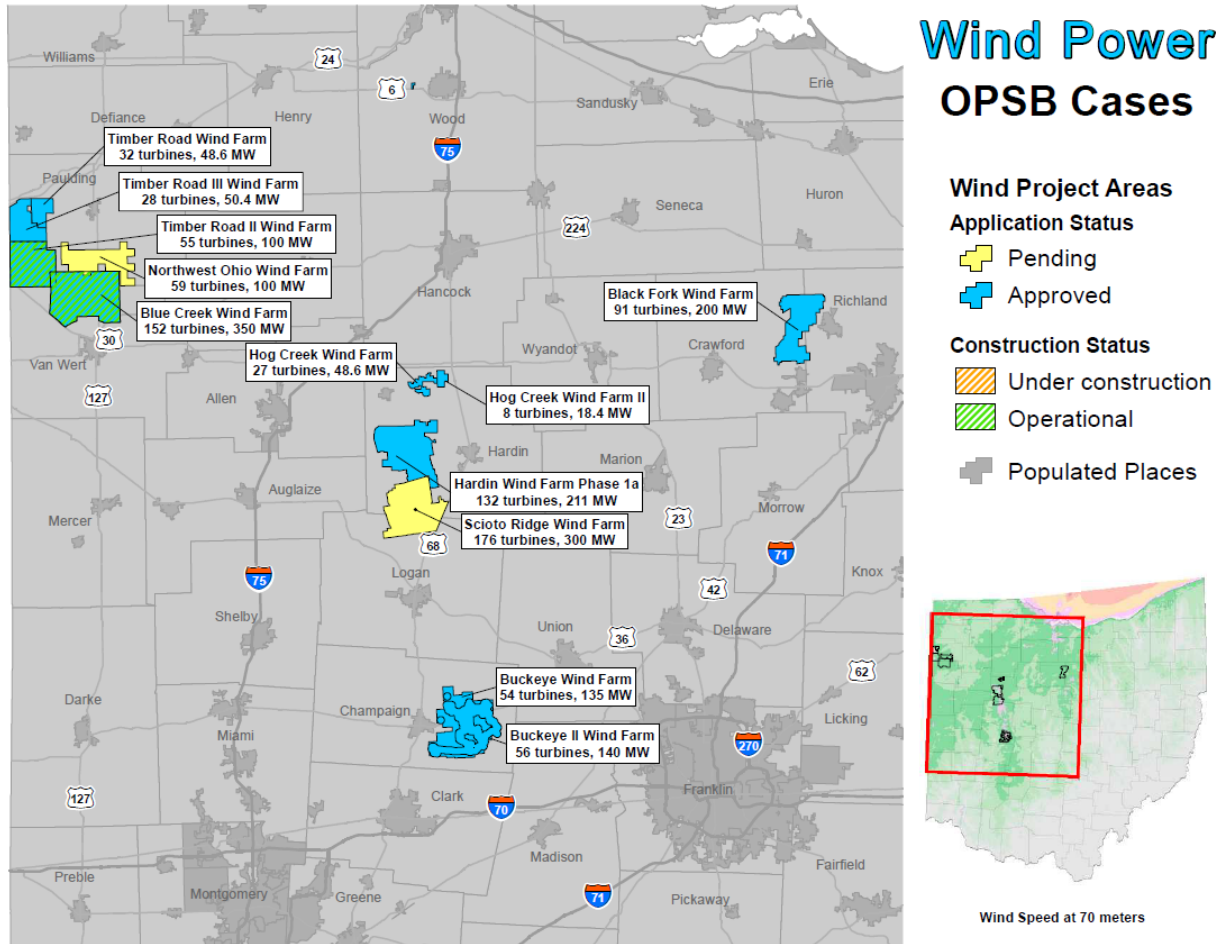 Wind Power
OPSB Cases
Wind Project Areas
Application Status
Pending
Approved
Construction Status
Under construction
Operational
Populated Places
Wind Speed at 70 meters
Williams
24
6
Erie
Sandusky
Defiance
Henry
Wood
75
Timber Road Wind Farm
32 turbines, 48.6 MW
Paulding
Timber Road III Wind Farm
28 turbines, 50.4 MW
Huron
Seneca
224
Timber Road II Wind Farm
55 turbines, 100 MW
Northwest Ohio Wind Farm
59 turbines, 100 MW
Hancock
Black Fork Wind Farm
91 turbines, 200 MW
Richland
Blue Creek Wind Farm
152 turbines, 350 MW
30
Van Wert
Hog Creek Wind Farm
27 turbines, 48.6 MW
Wyandot
Crawford
127
Allen
Hog Creek Wind Farm II
8 turbines, 18.4 MW
Hardin
Marion
Auglaize
Hardin Wind Farm Phase 1a
132 turbines, 211 MW
Mercer
Scioto Ridge Wind Farm
176 turbines, 300 MW
23
Morrow
68
71
Logan
75
Knox
42
Shelby
Union
36
Delaware
62
Buckeye Wind Farm
54 turbines, 135 MW
Darke
Champaign
Licking
Miami
Buckeye II Wind Farm
56 turbines, 140 MW
270
127
Clark
70
Franklin
Madison
Fairfield
Preble
Montgomery
Greene
71
Pickaway